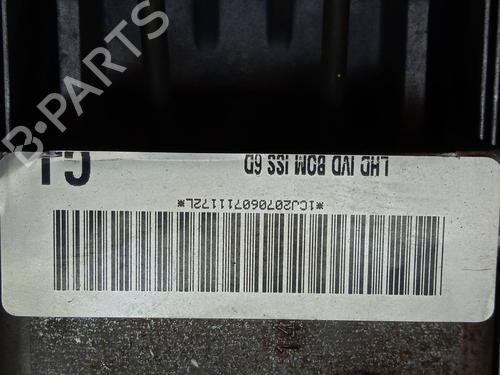 *1CJ2070607111172L*
LHD IVD BOM ISS 6D
B-PARTS